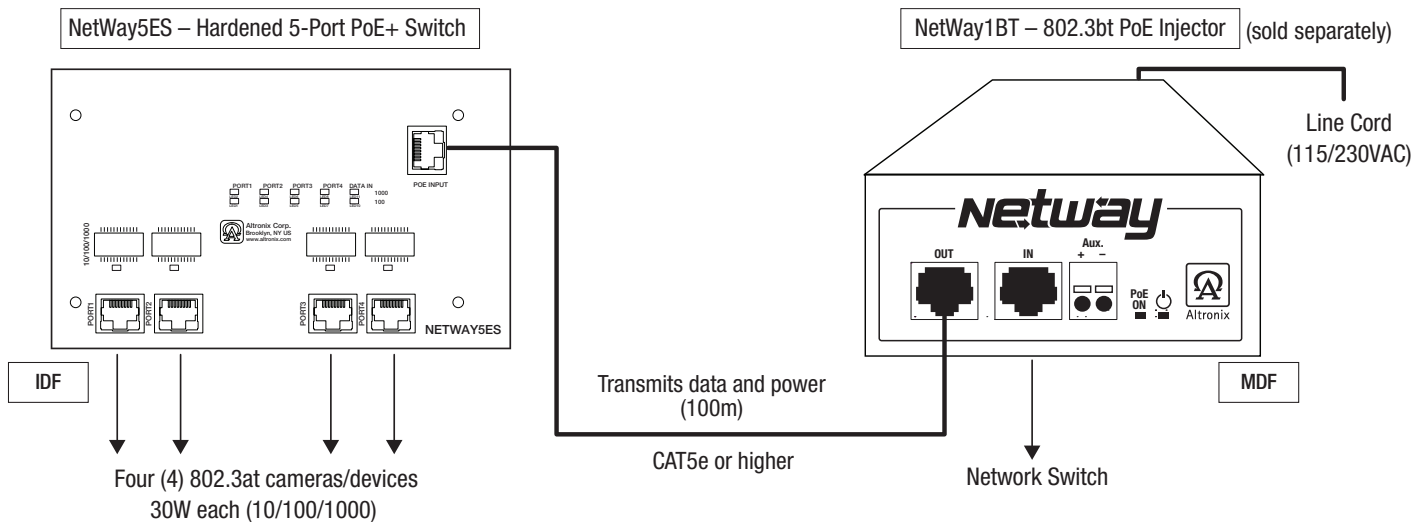 NetWay5ES – Hardened 5-Port PoE+ Switch
NetWay1BT – 802.3bt PoE Injector
(sold separately)
Line Cord
(115/230VAC)
POE INPUT
PORT1 PORT2 PORT3 PORT4 DATA IN
1000
100
Altronix Corp.
Brooklyn, NY US
www.altronix.com
10/100/1000
PORT1
PORT2
PORT3
PORT4
NETWAY5ES
Netway
OUT
IN
Aux.
+ –
PoE
ON
Altronix
IDF
MDF
Transmits data and power
(100m)
CAT5e or higher
Network Switch
Four (4) 802.3at cameras/devices
30W each (10/100/1000)